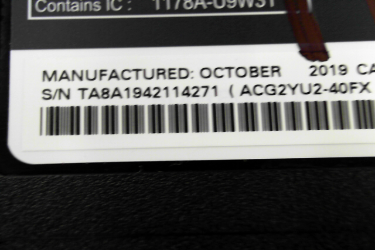 Contains IC : 1178A-U9W31
MANUFACTURED: OCTOBER 2019 CA
S/N TA8A1942114271 ( ACG2YU2-40FX